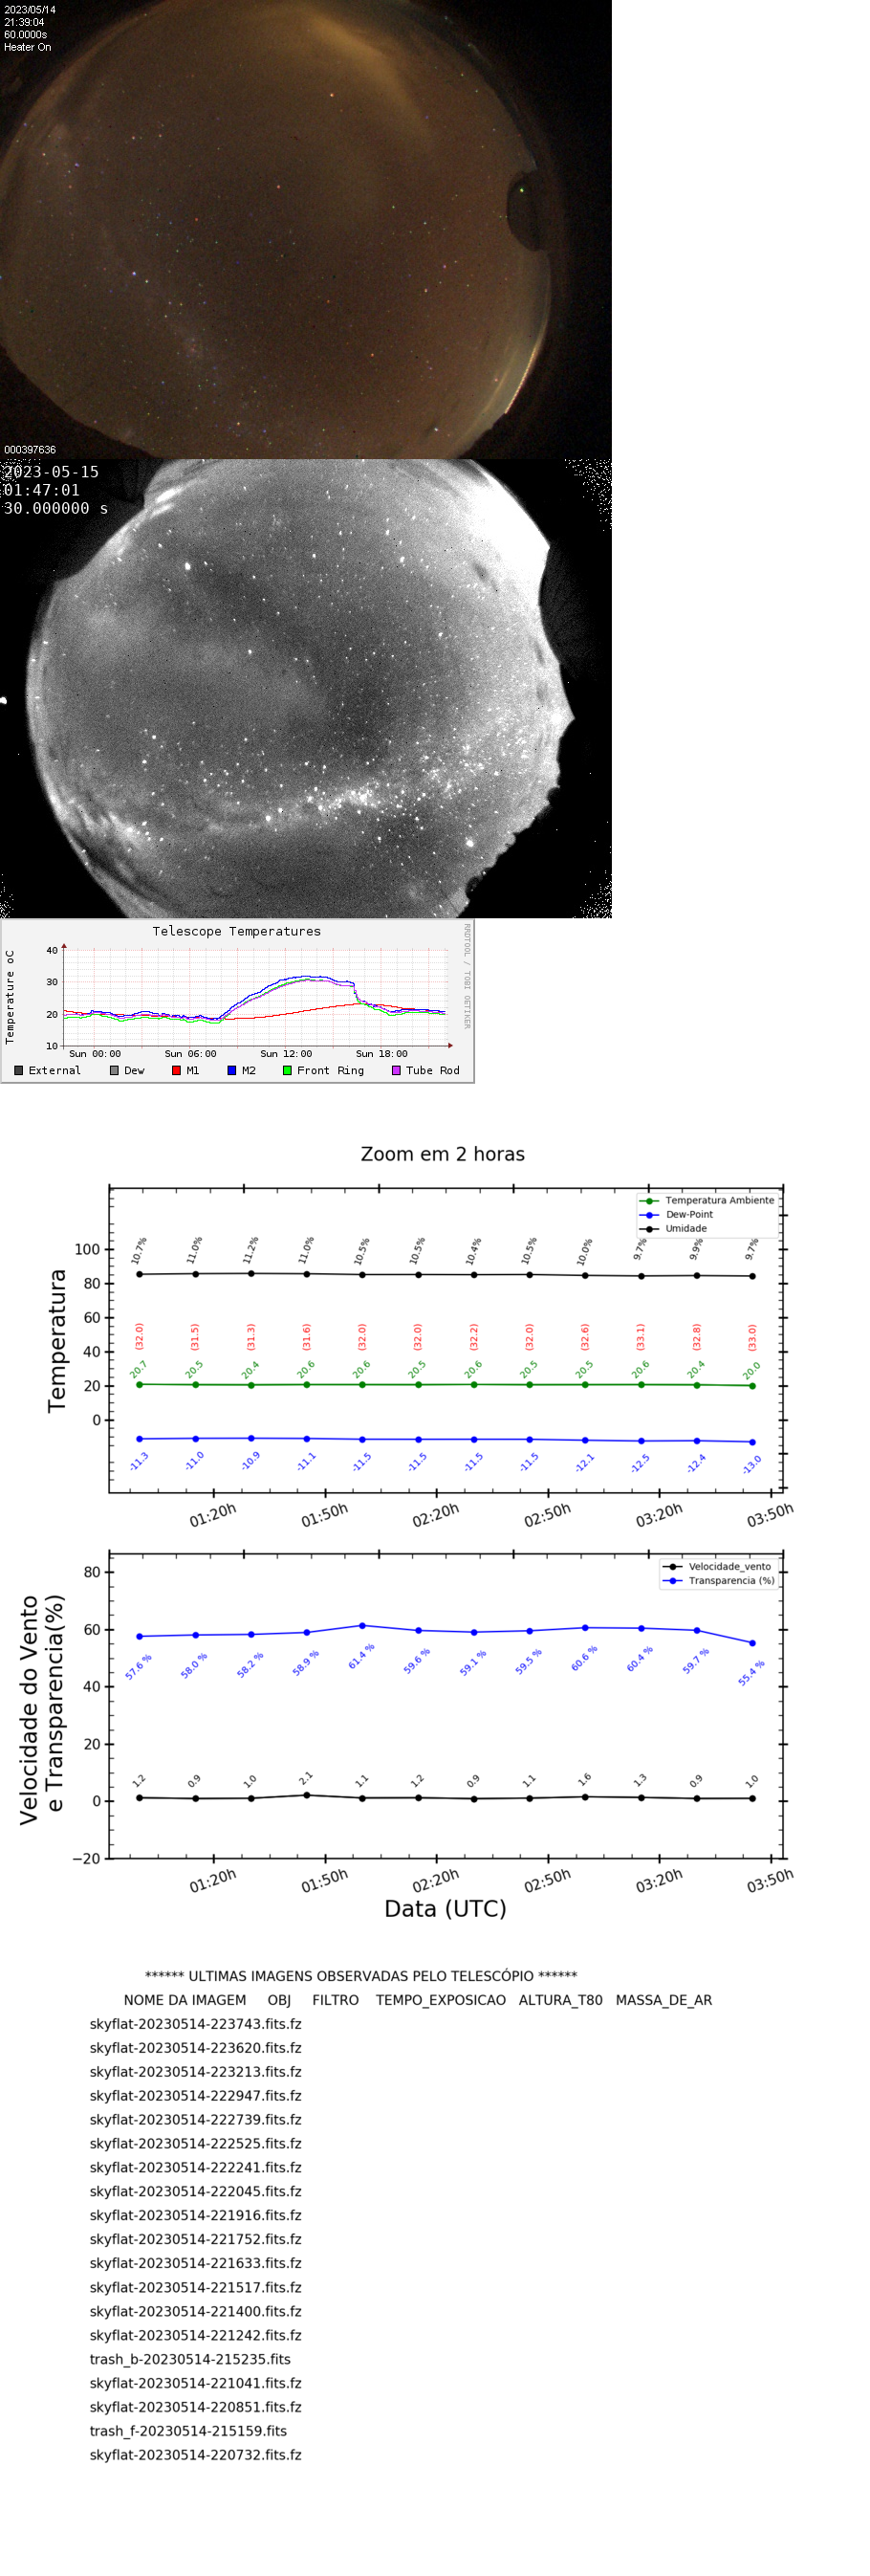 2023/05/14
21:39:04
60.0000s
Heater On
000397636
2023-05-15
01:47:01
30.000000 s
Telescope Temperatures
RRDTOOL / TOBI OETIKER
Temperature oC
40
30
20
10
Sun 00:00 Sun 06:00 Sun 12:00 Sun 18:00
External Dew M1 M2 Front Ring Tube Rod
Zoom em 2 horas
Temperatura Ambiente
Dew-Point
Umidade
Temperatura
100
80
60
40
20
0
10.7% 11.0% 11.2% 11.0% 10.5% 10.5% 10.4% 10.5% 10.0% 9.7% 9.9% 9.7%
(32.0) (31.5) (31.3) (31.6) (32.0) (32.0) (32.2) (32.0) (32.6) (33.1) (32.8) (33.0)
20.7 20.5 20.4 20.6 20.6 20.5 20.6 20.5 20.5 20.6 20.4 20.0
-11.3 -11.0 -10.9 -11.1 -11.5 -11.5 -11.5 -11.5 -12.1 -12.5 -12.4 -13.0
01:20h 01:50h 02:20h 02:50h 03:20h 03:50h
Velocidade_vento
Transparencia (%)
Velocidade do Vento
e Transparencia(%)
80
60
40
20
0
−20
57.6 % 58.0 % 58.2 % 58.9 % 61.4 % 59.6 % 59.1 % 59.5 % 60.6 % 60.4 % 59.7 % 55.4 %
1.2 0.9 1.0 2.1 1.1 1.2 0.9 1.1 1.6 1.3 0.9 1.0
01:20h 01:50h 02:20h 02:50h 03:20h 03:50h
Data (UTC)
****** ULTIMAS IMAGENS OBSERVADAS PELO TELESCÓPIO ******
NOME DA IMAGEM OBJ FILTRO TEMPO_EXPOSICAO ALTURA_T80 MASSA_DE_AR
skyflat-20230514-223743.fits.fz
skyflat-20230514-223620.fits.fz
skyflat-20230514-223213.fits.fz
skyflat-20230514-222947.fits.fz
skyflat-20230514-222739.fits.fz
skyflat-20230514-222525.fits.fz
skyflat-20230514-222241.fits.fz
skyflat-20230514-222045.fits.fz
skyflat-20230514-221916.fits.fz
skyflat-20230514-221752.fits.fz
skyflat-20230514-221633.fits.fz
skyflat-20230514-221517.fits.fz
skyflat-20230514-221400.fits.fz
skyflat-20230514-221242.fits.fz
trash_b-20230514-215235.fits
skyflat-20230514-221041.fits.fz
skyflat-20230514-220851.fits.fz
trash_f-20230514-215159.fits
skyflat-20230514-220732.fits.fz